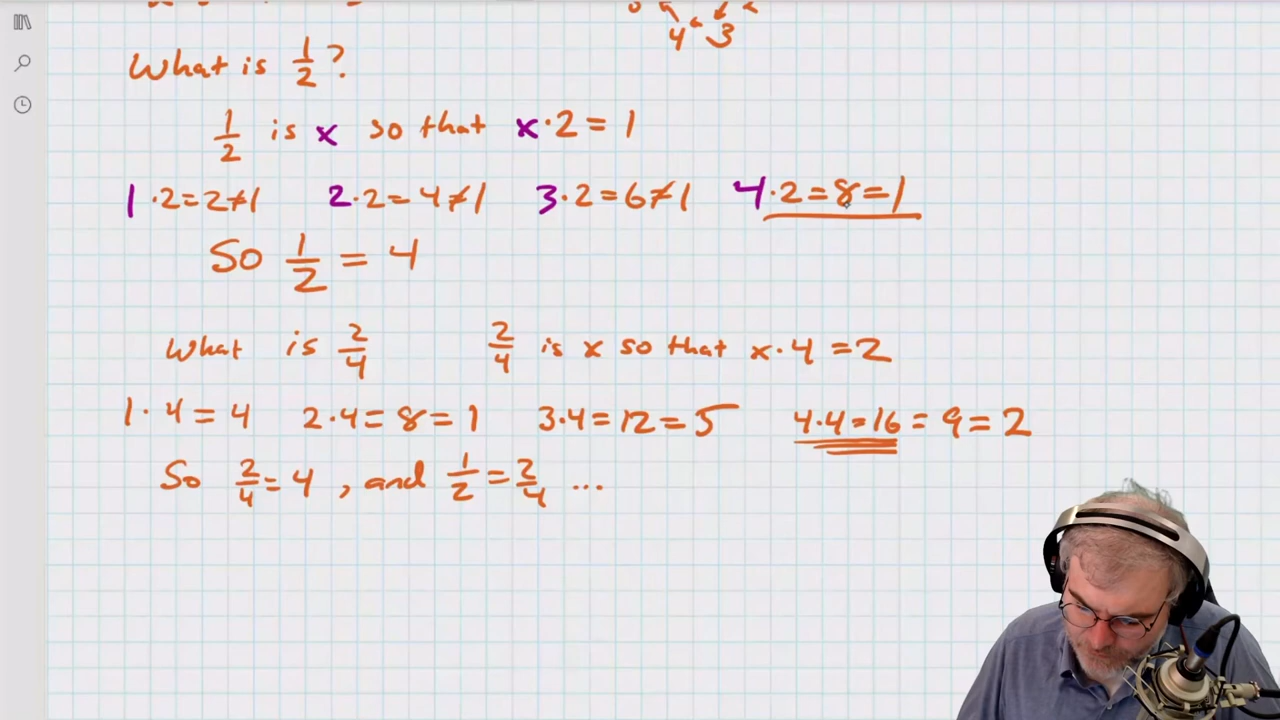 4 3
What is 1/2?
1/2 is x so that x·2=1
1·2=2≠1 2·2=4≠1 3·2=6≠1 4·2=8=1
So 1/2 = 4
What is 2/4 2/4 is x so that x·4=2
1·4=4 2·4=8=1 3·4=12=5 4·4=16=9=2
So 2/4=4, and 1/2=2/4 ...